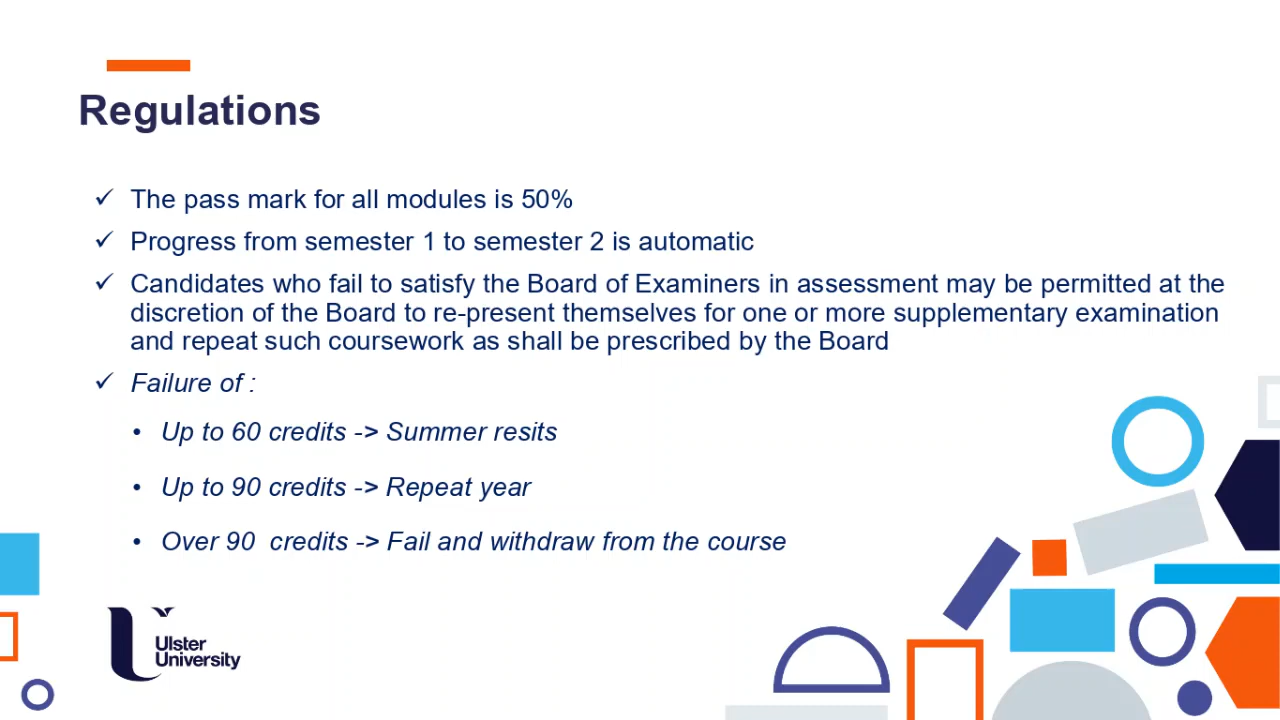 Regulations
✓ The pass mark for all modules is 50%
✓ Progress from semester 1 to semester 2 is automatic
✓ Candidates who fail to satisfy the Board of Examiners in assessment may be permitted at the
discretion of the Board to re-present themselves for one or more supplementary examination
and repeat such coursework as shall be prescribed by the Board
✓ Failure of :
• Up to 60 credits -> Summer resits
• Up to 90 credits -> Repeat year
• Over 90  credits -> Fail and withdraw from the course
Ulster
University